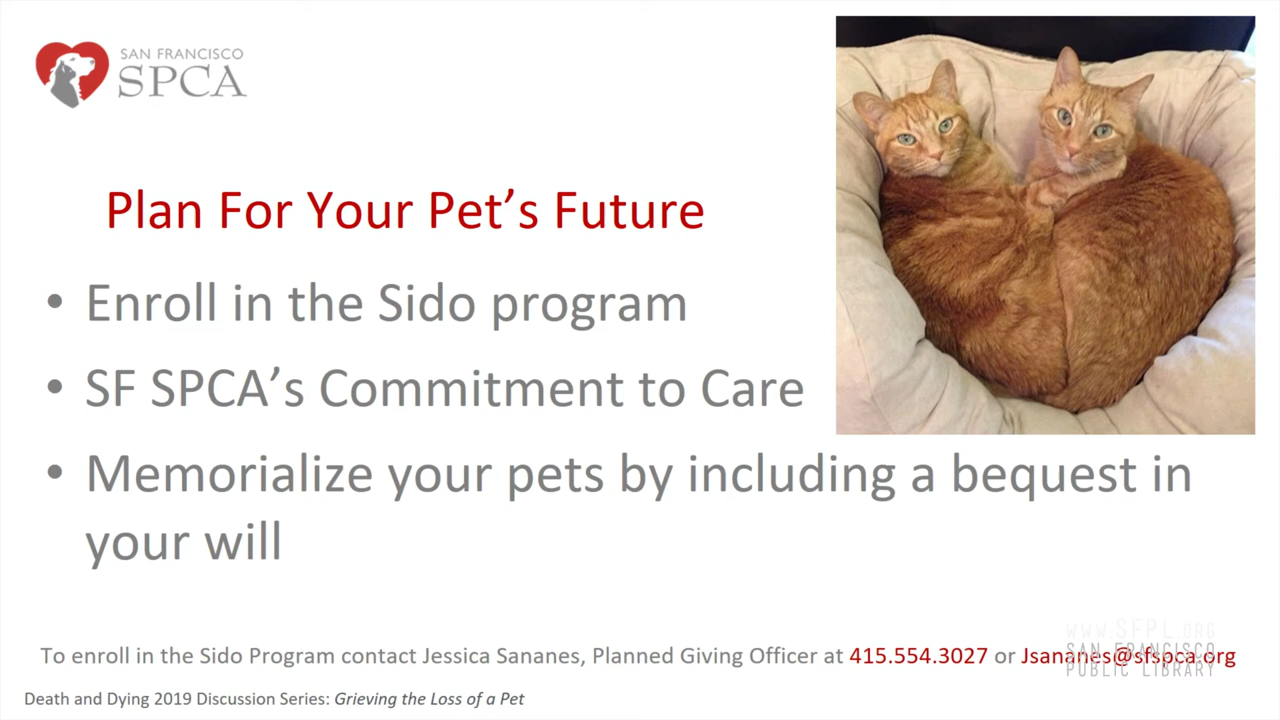 SAN FRANCISCO
SPCA
Plan For Your Pet’s Future
• Enroll in the Sido program
• SF SPCA’s Commitment to Care
• Memorialize your pets by including a bequest in
your will
WWW.SFPL.ORG
To enroll in the Sido Program contact Jessica Sananes, Planned Giving Officer at 415.554.3027 or Jsananes@sfspca.org
SAN FRANCISCO
PUBLIC LIBRARY
Death and Dying 2019 Discussion Series: Grieving the Loss of a Pet